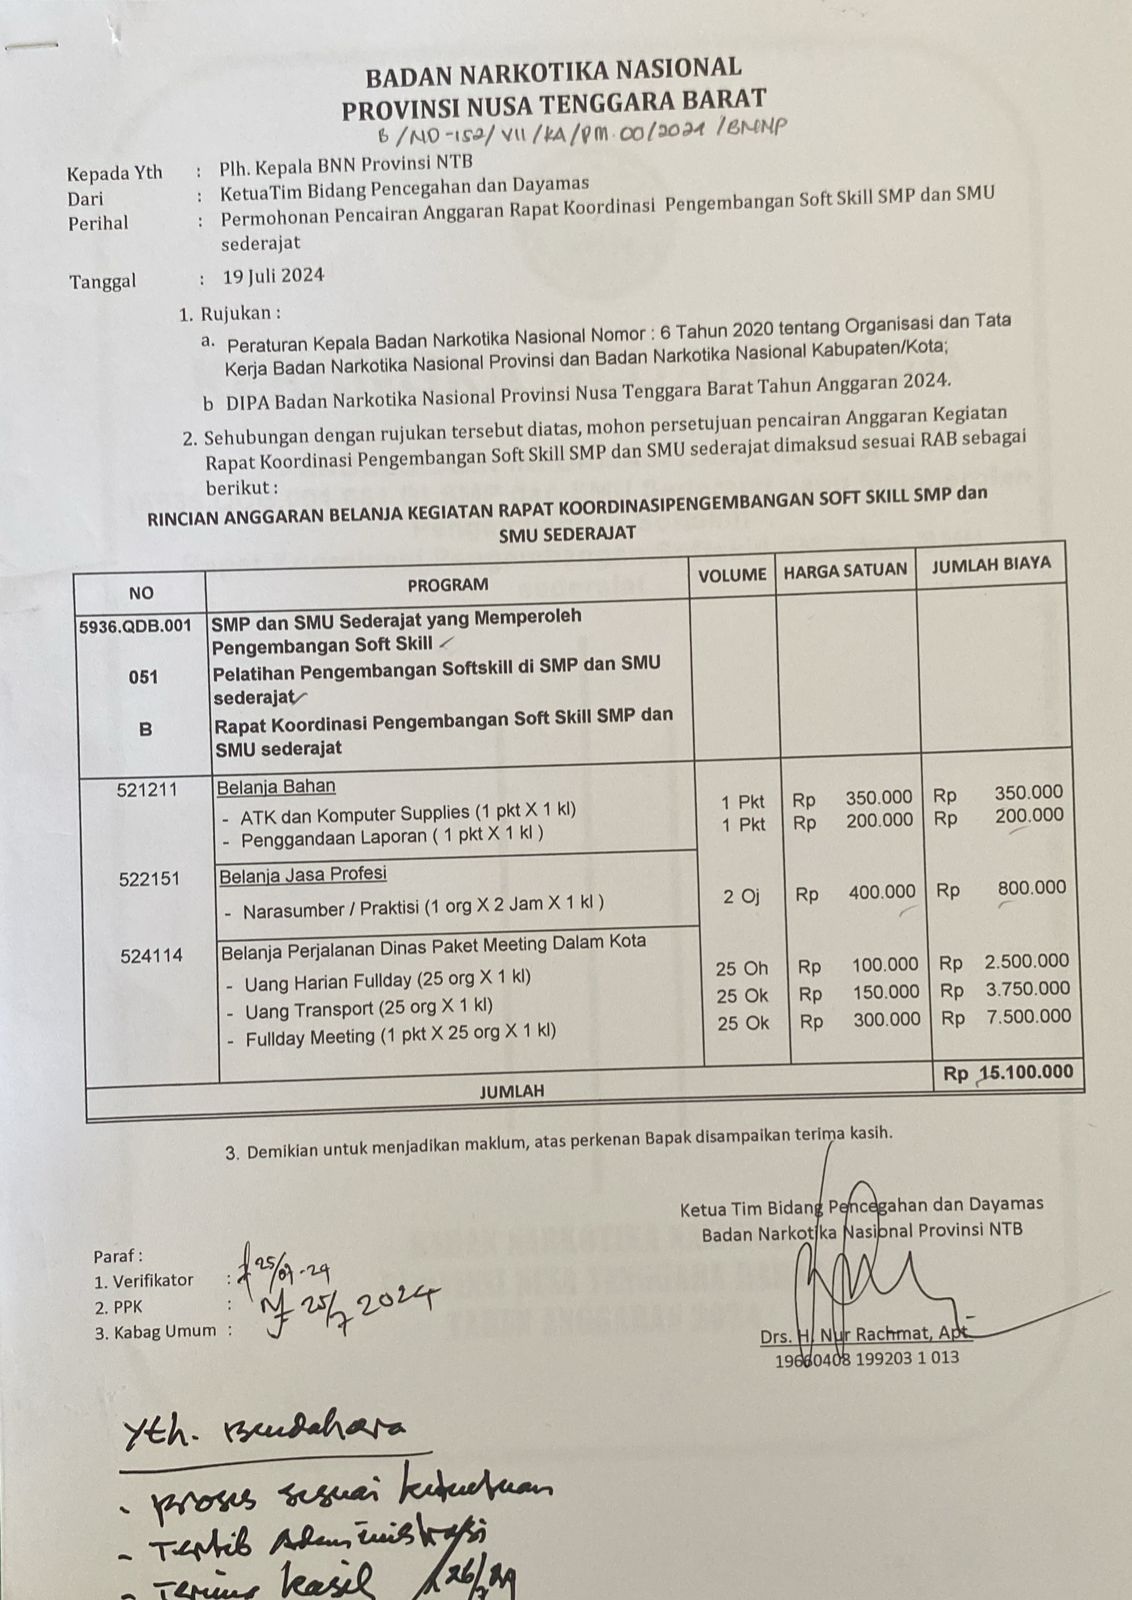 BADAN NARKOTIKA NASIONAL
PROVINSI NUSA TENGGARA BARAT
B/ND-152/VII/KA/PM.00/2024/BNNP
Kepada Yth : Plh. Kepala BNN Provinsi NTB
Dari : KetuaTim Bidang Pencegahan dan Dayamas
Perihal : Permohonan Pencairan Anggaran Rapat Koordinasi Pengembangan Soft Skill SMP dan SMU
sederajat
Tanggal : 19 Juli 2024
1. Rujukan :
a. Peraturan Kepala Badan Narkotika Nasional Nomor : 6 Tahun 2020 tentang Organisasi dan Tata
Kerja Badan Narkotika Nasional Provinsi dan Badan Narkotika Nasional Kabupaten/Kota;
b DIPA Badan Narkotika Nasional Provinsi Nusa Tenggara Barat Tahun Anggaran 2024.
2. Sehubungan dengan rujukan tersebut diatas, mohon persetujuan pencairan Anggaran Kegiatan
Rapat Koordinasi Pengembangan Soft Skill SMP dan SMU sederajat dimaksud sesuai RAB sebagai
berikut :
RINCIAN ANGGARAN BELANJA KEGIATAN RAPAT KOORDINASIPENGEMBANGAN SOFT SKILL SMP dan
SMU SEDERAJAT
NO PROGRAM VOLUME HARGA SATUAN JUMLAH BIAYA
5936.QDB.001 SMP dan SMU Sederajat yang Memperoleh
Pengembangan Soft Skill
051 Pelatihan Pengembangan Softskill di SMP dan SMU
sederajat
B Rapat Koordinasi Pengembangan Soft Skill SMP dan
SMU sederajat
521211 Belanja Bahan
- ATK dan Komputer Supplies (1 pkt X 1 kl) 1 Pkt Rp 350.000 Rp 350.000
- Penggandaan Laporan ( 1 pkt X 1 kl ) 1 Pkt Rp 200.000 Rp 200.000
522151 Belanja Jasa Profesi
- Narasumber / Praktisi (1 org X 2 Jam X 1 kl ) 2 Oj Rp 400.000 Rp 800.000
524114 Belanja Perjalanan Dinas Paket Meeting Dalam Kota
- Uang Harian Fullday (25 org X 1 kl) 25 Oh Rp 100.000 Rp 2.500.000
- Uang Transport (25 org X 1 kl) 25 Ok Rp 150.000 Rp 3.750.000
- Fullday Meeting (1 pkt X 25 org X 1 kl) 25 Ok Rp 300.000 Rp 7.500.000
JUMLAH Rp 15.100.000
3. Demikian untuk menjadikan maklum, atas perkenan Bapak disampaikan terima kasih.
Ketua Tim Bidang Pencegahan dan Dayamas
Badan Narkotika Nasional Provinsi NTB
Paraf :
1. Verifikator : 25/07-24
2. PPK : 25/7 2024
3. Kabag Umum :
Drs. H. Nur Rachmat, Apt
19660408 199203 1 013
Yth. Bendahara
- Proses sesuai ketentuan
- Tertib Administrasi
- Terima kasih 26/7 24